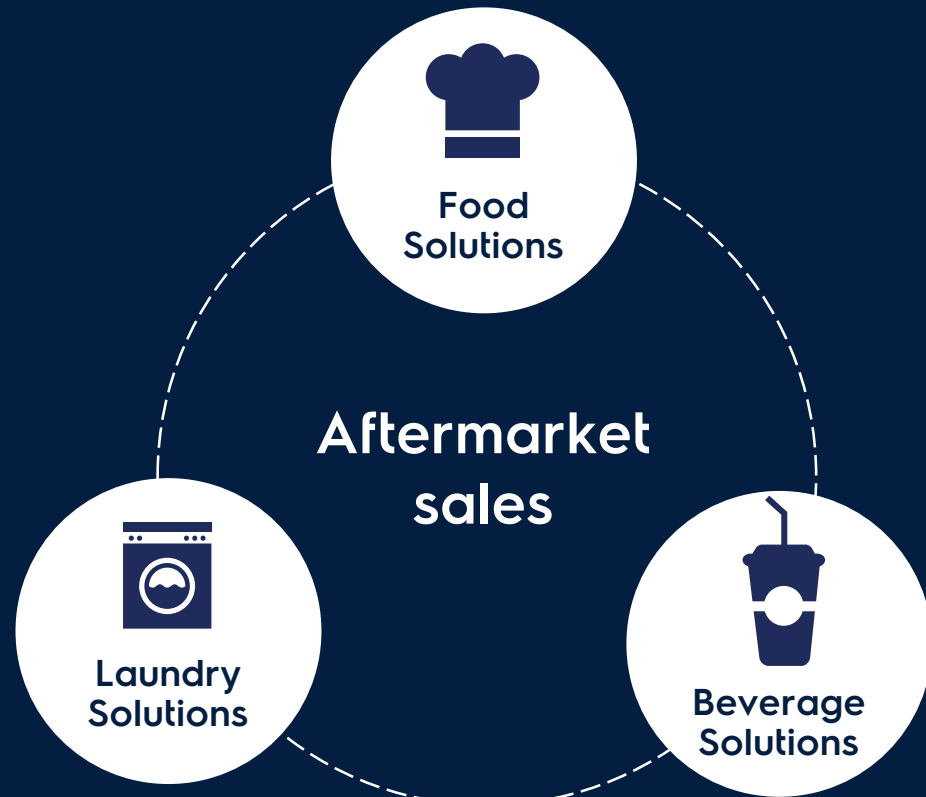 Food
Solutions
Aftermarket
sales
Laundry
Solutions
Beverage
Solutions